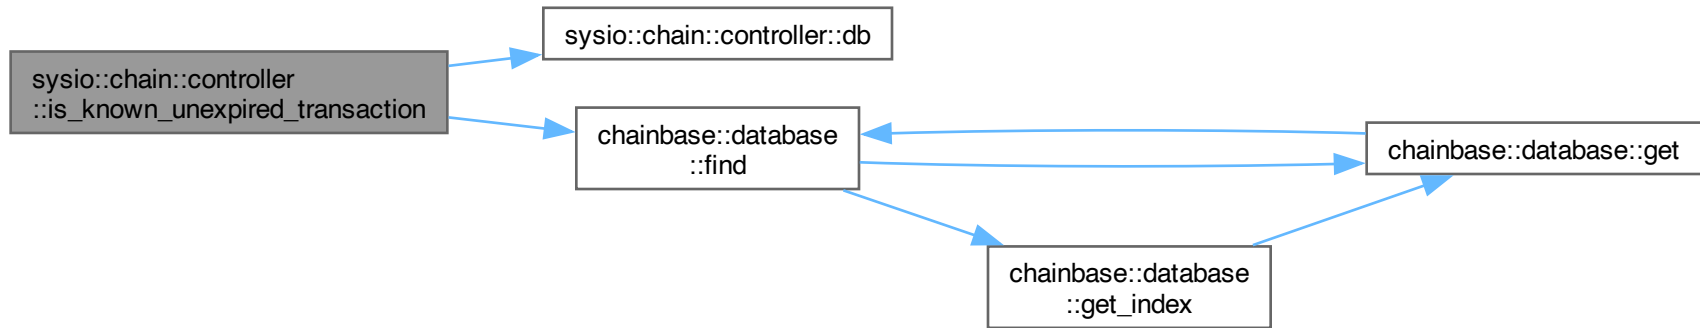 sysio::chain::controller
::is_known_unexpired_transaction
sysio::chain::controller::db
chainbase::database
::find
chainbase::database::get
chainbase::database
::get_index